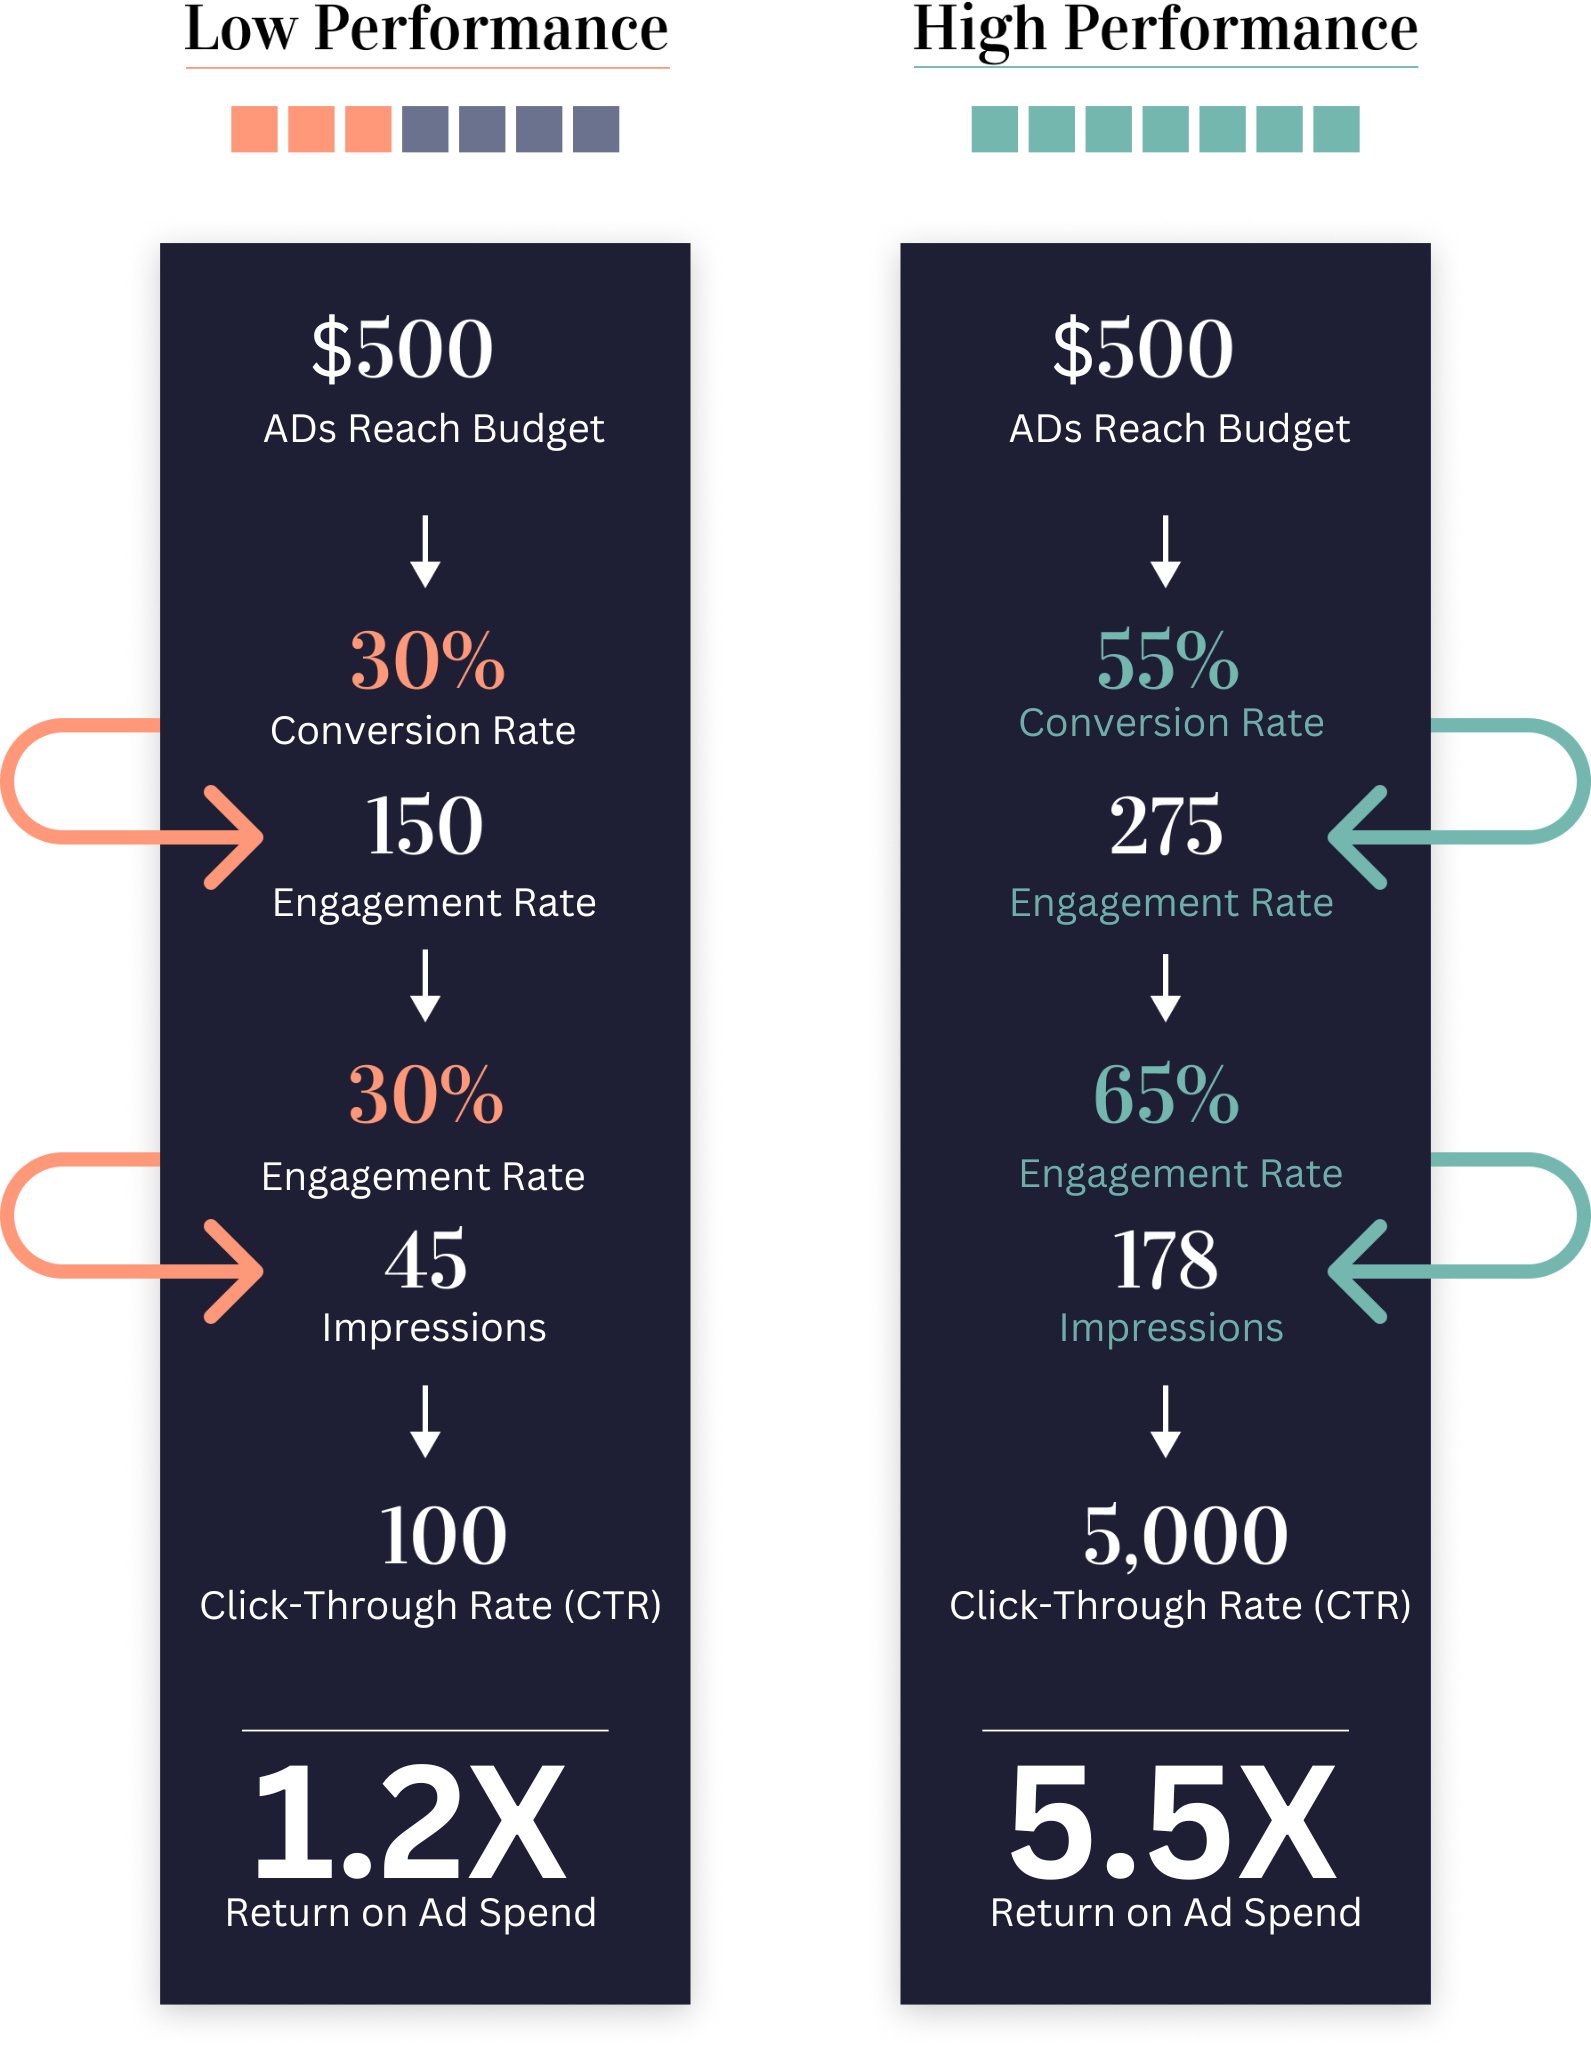 Low Performance
$500
ADs Reach Budget
30%
Conversion Rate
150
Engagement Rate
30%
Engagement Rate
45
Impressions
100
Click-Through Rate (CTR)
1.2X
Return on Ad Spend
High Performance
$500
ADs Reach Budget
55%
Conversion Rate
275
Engagement Rate
65%
Engagement Rate
178
Impressions
5,000
Click-Through Rate (CTR)
5.5X
Return on Ad Spend